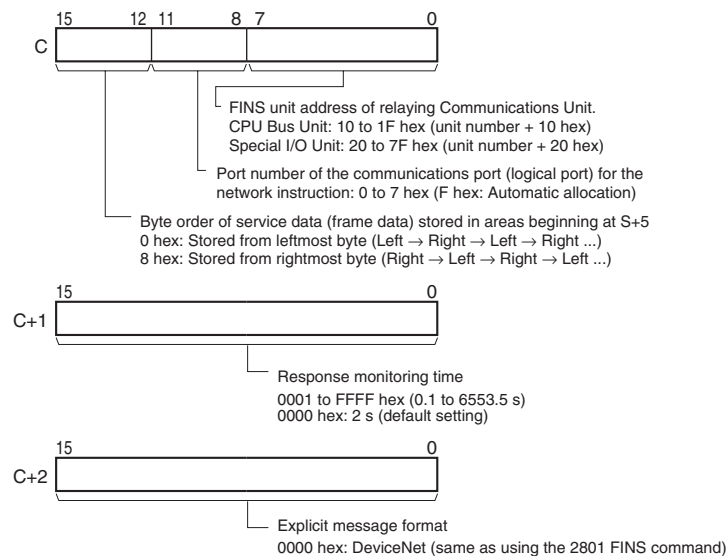 15 12 11 8 7 0
C
FINS unit address of relaying Communications Unit.
CPU Bus Unit: 10 to 1F hex (unit number + 10 hex)
Special I/O Unit: 20 to 7F hex (unit number + 20 hex)
Port number of the communications port (logical port) for the
network instruction: 0 to 7 hex (F hex: Automatic allocation)
Byte order of service data (frame data) stored in areas beginning at S+5
0 hex: Stored from leftmost byte (Left → Right → Left → Right ...)
8 hex: Stored from rightmost byte (Right → Left → Right → Left ...)
15 0
C+1
Response monitoring time
0001 to FFFF hex (0.1 to 6553.5 s)
0000 hex: 2 s (default setting)
15 0
C+2
Explicit message format
0000 hex: DeviceNet (same as using the 2801 FINS command)